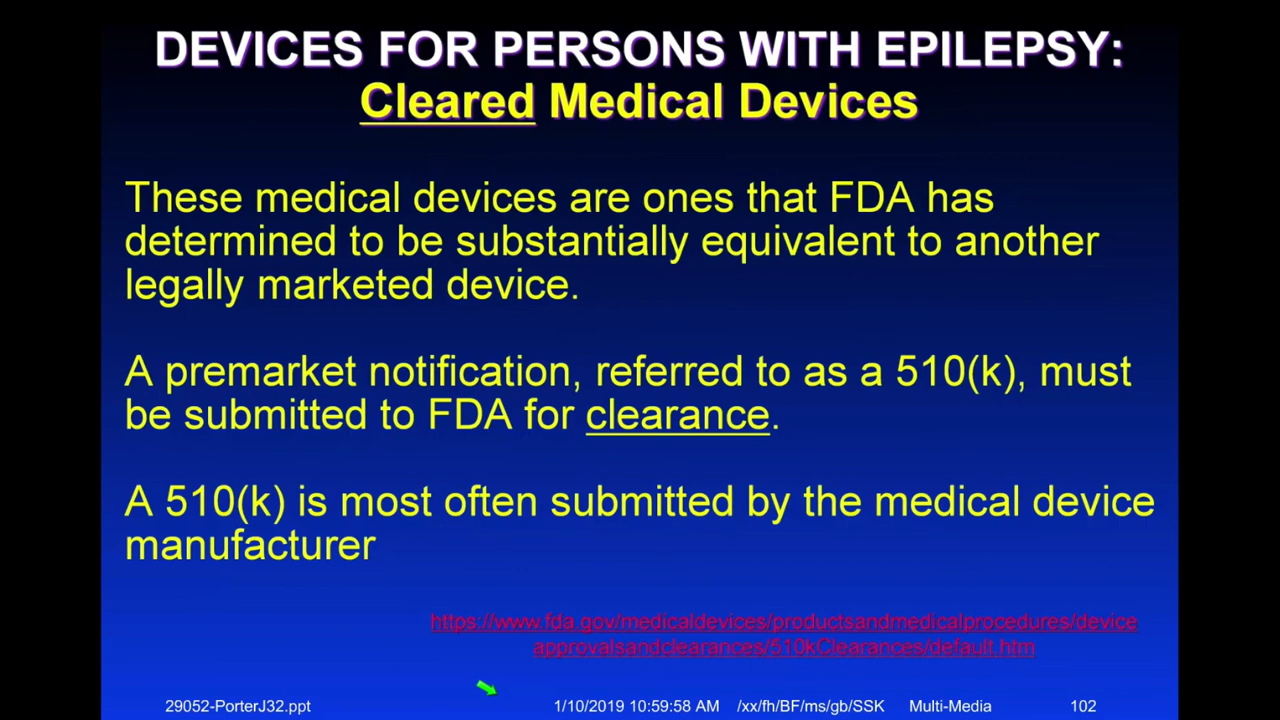 DEVICES FOR PERSONS WITH EPILEPSY:
Cleared Medical Devices
These medical devices are ones that FDA has
determined to be substantially equivalent to another
legally marketed device.
A premarket notification, referred to as a 510(k), must
be submitted to FDA for clearance.
A 510(k) is most often submitted by the medical device
manufacturer
https://www.fda.gov/medicaldevices/productsandmedicalprocedures/device
approvalsandclearances/510kClearances/default.htm
29052-PorterJ32.ppt 1/10/2019 10:59:58 AM /xx/fh/BF/ms/gb/SSK Multi-Media 102